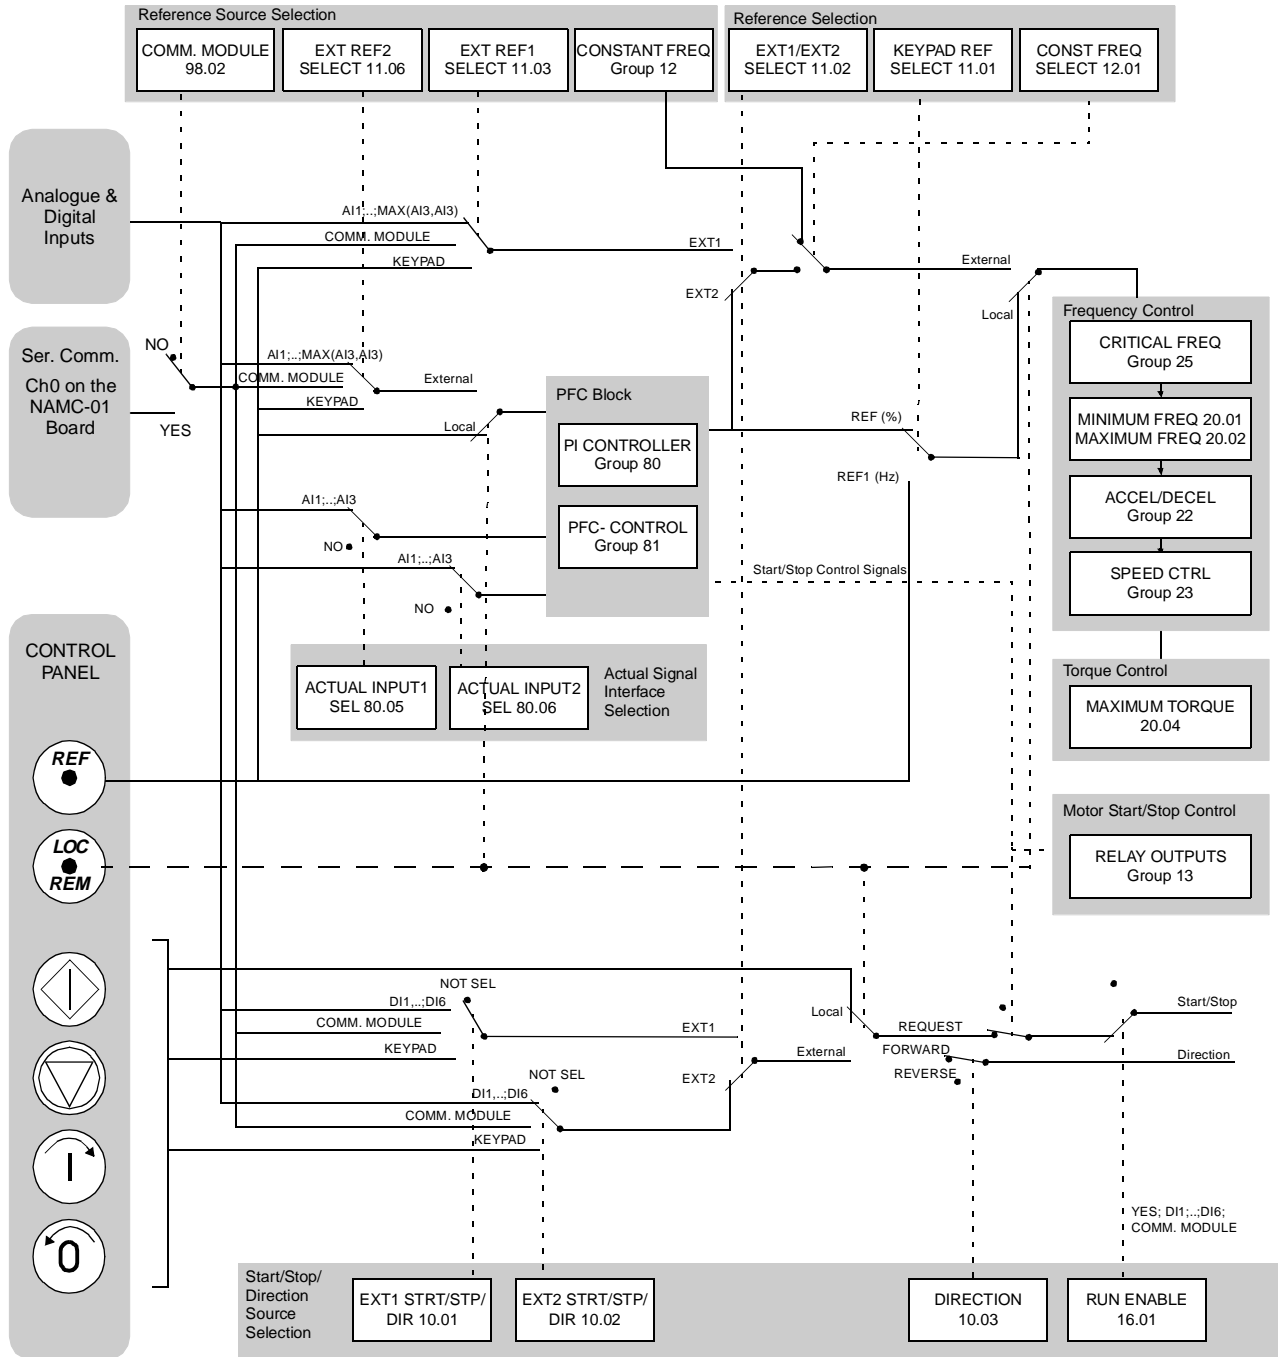 Reference Source Selection
Reference Selection
COMM. MODULE
98.02
EXT REF2
SELECT 11.06
EXT REF1
SELECT 11.03
CONSTANT FREQ
Group 12
EXT1/EXT2
SELECT 11.02
KEYPAD REF
SELECT 11.01
CONST FREQ
SELECT 12.01
Analogue &
Digital
Inputs
AI1;..;MAX(AI3,AI3)
COMM. MODULE
KEYPAD
EXT1
EXT2
External
Local
Ser. Comm.
Ch0 on the
NAMC-01
Board
NO
YES
AI1;..;MAX(AI3,AI3)
COMM. MODULE
KEYPAD
External
Local
AI1;..;AI3
NO
AI1;..;AI3
NO
PFC Block
PI CONTROLLER
Group 80
PFC- CONTROL
Group 81
REF (%)
REF1 (Hz)
Start/Stop Control Signals
Frequency Control
CRITICAL FREQ
Group 25
MINIMUM FREQ 20.01
MAXIMUM FREQ 20.02
ACCEL/DECEL
Group 22
SPEED CTRL
Group 23
Torque Control
MAXIMUM TORQUE
20.04
ACTUAL INPUT1
SEL 80.05
ACTUAL INPUT2
SEL 80.06
Actual Signal
Interface
Selection
CONTROL
PANEL
REF
LOC
REM
I
0
Motor Start/Stop Control
RELAY OUTPUTS
Group 13
NOT SEL
DI1,..;DI6
COMM. MODULE
KEYPAD
EXT1
NOT SEL
DI1,..;DI6
COMM. MODULE
KEYPAD
EXT2
External
Local
REQUEST
FORWARD
REVERSE
Start/Stop
Direction
YES; DI1;..;DI6;
COMM. MODULE
Start/Stop/
Direction
Source
Selection
EXT1 STRT/STP/
DIR 10.01
EXT2 STRT/STP/
DIR 10.02
DIRECTION
10.03
RUN ENABLE
16.01